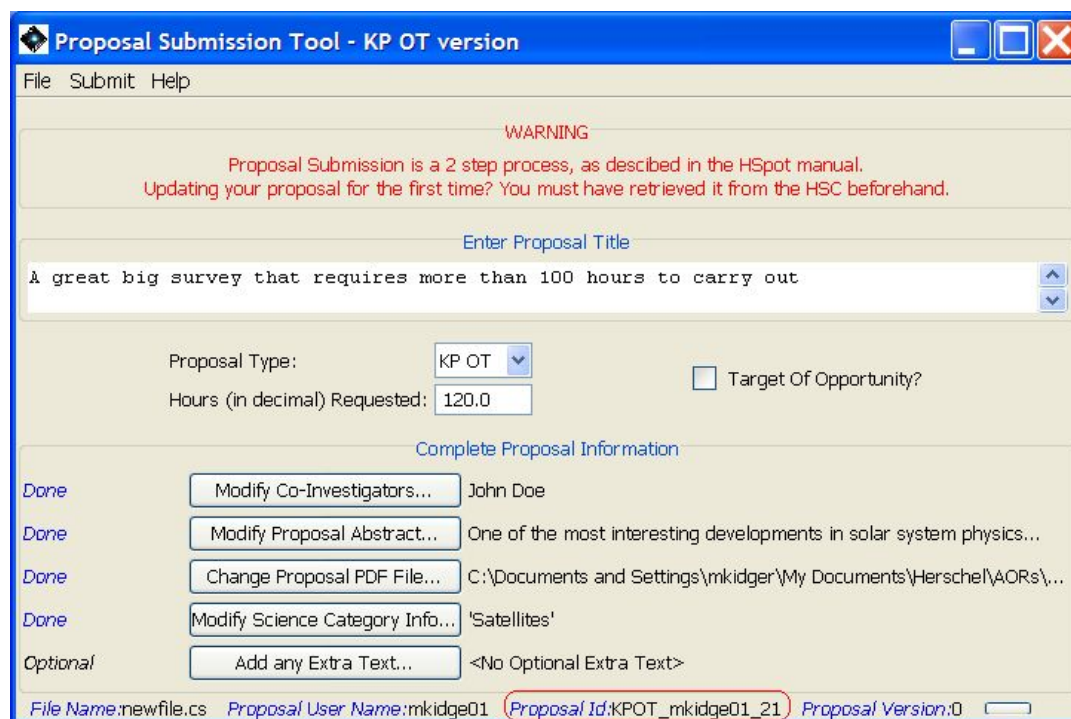 Proposal Submission Tool - KP OT version
File Submit Help
WARNING
Proposal Submission is a 2 step process, as descibed in the HSpot manual.
Updating your proposal for the first time? You must have retrieved it from the HSC beforehand.
Enter Proposal Title
A great big survey that requires more than 100 hours to carry out
Proposal Type: KP OT
Target Of Opportunity?
Hours (in decimal) Requested: 120.0
Complete Proposal Information
Done Modify Co-Investigators... John Doe
Done Modify Proposal Abstract... One of the most interesting developments in solar system physics...
Done Change Proposal PDF File... C:\Documents and Settings\mkidger\My Documents\Herschel\AORs\...
Done Modify Science Category Info... 'Satellites'
Optional Add any Extra Text... <No Optional Extra Text>
File Name:newfile.cs Proposal User Name:mkidge01 Proposal Id:KPOT_mkidge01_21 Proposal Version:0